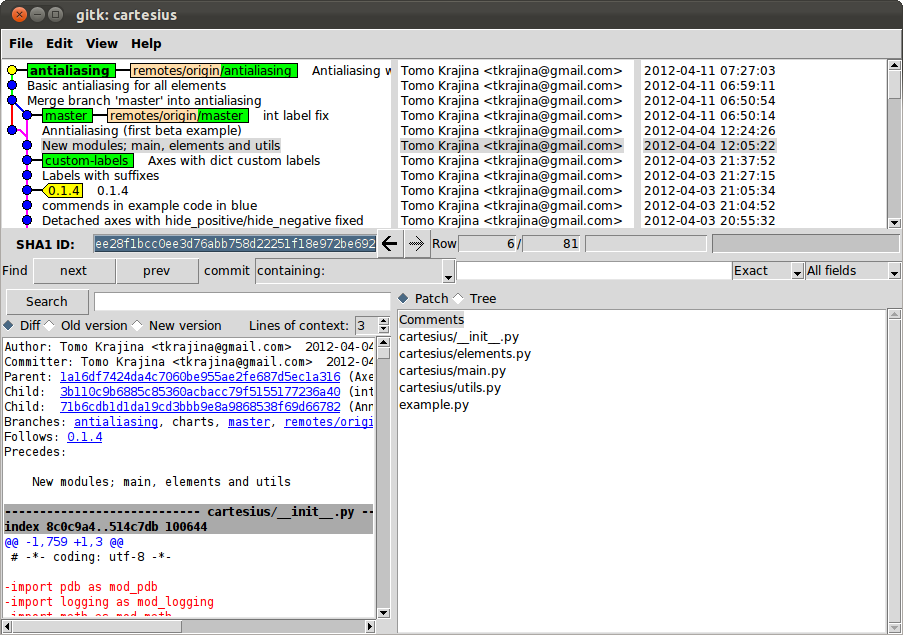 gitk: cartesius
File Edit View Help
antialiasing remotes/origin/antialiasing Antialiasing w Tomo Krajina <tkrajina@gmail.com> 2012-04-11 07:27:03
Basic antialiasing for all elements Tomo Krajina <tkrajina@gmail.com> 2012-04-11 06:59:11
Merge branch 'master' into antialiasing Tomo Krajina <tkrajina@gmail.com> 2012-04-11 06:50:54
master remotes/origin/master int label fix Tomo Krajina <tkrajina@gmail.com> 2012-04-11 06:50:14
Anntialiasing (first beta example) Tomo Krajina <tkrajina@gmail.com> 2012-04-04 12:24:26
New modules; main, elements and utils Tomo Krajina <tkrajina@gmail.com> 2012-04-04 12:05:22
custom-labels Axes with dict custom labels Tomo Krajina <tkrajina@gmail.com> 2012-04-03 21:37:52
Labels with suffixes Tomo Krajina <tkrajina@gmail.com> 2012-04-03 21:27:15
0.1.4 0.1.4 Tomo Krajina <tkrajina@gmail.com> 2012-04-03 21:05:34
commends in example code in blue Tomo Krajina <tkrajina@gmail.com> 2012-04-03 21:04:52
Detached axes with hide_positive/hide_negative fixed Tomo Krajina <tkrajina@gmail.com> 2012-04-03 20:55:32
SHA1 ID: ee28f1bcc0ee3d76abb758d22251f18e972be692 Row 6 / 81
Find next prev commit containing: Exact All fields
Search
Diff Old version New version Lines of context: 3
Author: Tomo Krajina <tkrajina@gmail.com> 2012-04-04
Committer: Tomo Krajina <tkrajina@gmail.com> 2012-04
Parent: 1a16df7424da4c7060be955ae2fe687d5ec1a316 (Axe
Child: 3b110c9b6885c85360acbacc79f5155177236a40 (int
Child: 71b6cdb1d1da19cd3bbb9e8a9868538f69d66782 (Ann
Branches: antialiasing, charts, master, remotes/origi
Follows: 0.1.4
Precedes:
New modules; main, elements and utils
--------------------------- cartesius/__init__.py --
index 8c0c9a4..514c7db 100644
@@ -1,759 +1,3 @@
# -*- coding: utf-8 -*-
-import pdb as mod_pdb
-import logging as mod_logging
-import math as mod_math
Patch Tree
Comments
cartesius/__init__.py
cartesius/elements.py
cartesius/main.py
cartesius/utils.py
example.py